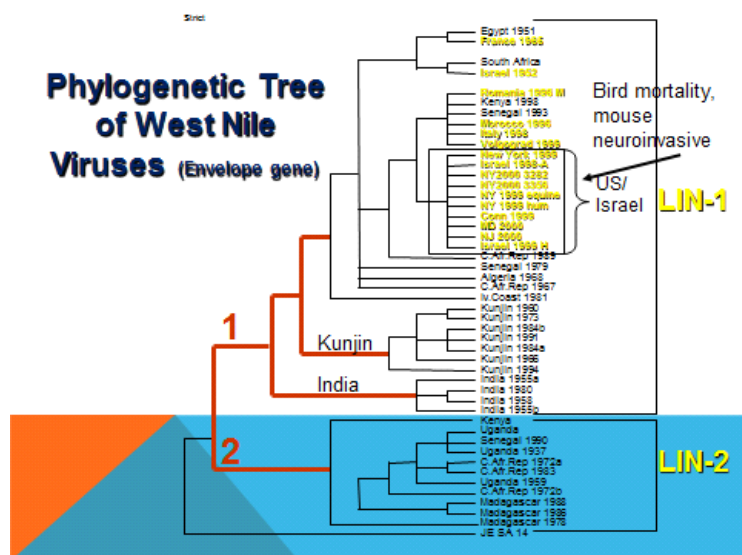 Strict
Phylogenetic Tree
of West Nile
Viruses (Envelope gene)
Egypt 1951
France 1965
South Africa
Israel 1952
Romania 1996 M
Kenya 1998
Senegal 1993
Morocco 1996
Italy 1998
Volgograd 1999
New York 1999
Israel 1998-A
NY2000 3282
NY2000 3356
NY 1999 equine
NY 1999 hum
Conn 1999
MD 2000
NJ 2000
Israel 1999 H
C.Afr.Rep 1989
Senegal 1979
Algeria 1968
C.Afr.Rep 1967
Iv.Coast 1981
Kunjin 1960
Kunjin 1973
Kunjin 1984b
Kunjin 1991
Kunjin 1984a
Kunjin 1966
Kunjin 1994
India 1955a
India 1980
India 1958
India 1955b
Kenya
Uganda
Senegal 1990
Uganda 1937
C.Afr.Rep 1972a
C.Afr.Rep 1983
Uganda 1959
C.Afr.Rep 1972b
Madagascar 1988
Madagascar 1986
Madagascar 1978
JE SA 14
Bird mortality,
mouse
neuroinvasive
US/
Israel
LIN-1
1
Kunjin
India
2
LIN-2